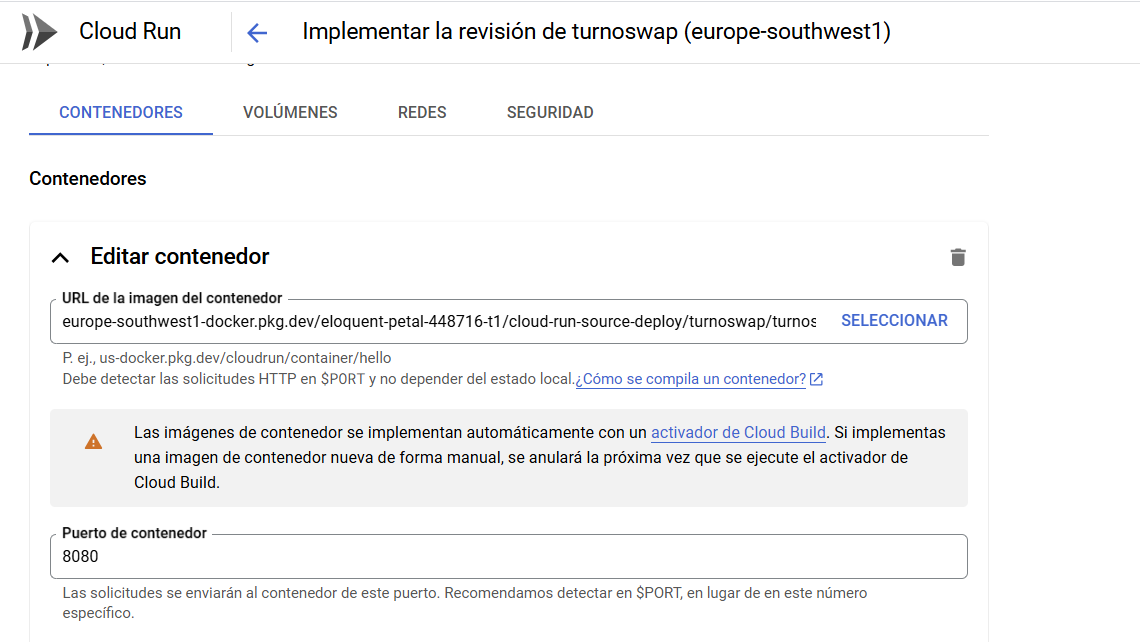 Cloud Run
Implementar la revisión de turnoswap (europe-southwest1)
CONTENEDORES
VOLÚMENES
REDES
SEGURIDAD
Contenedores
Editar contenedor
URL de la imagen del contenedor
europe-southwest1-docker.pkg.dev/eloquent-petal-448716-t1/cloud-run-source-deploy/turnoswap/turnos
SELECCIONAR
P. ej., us-docker.pkg.dev/cloudrun/container/hello
Debe detectar las solicitudes HTTP en $PORT y no depender del estado local.¿Cómo se compila un contenedor?
Las imágenes de contenedor se implementan automáticamente con un activador de Cloud Build. Si implementas
una imagen de contenedor nueva de forma manual, se anulará la próxima vez que se ejecute el activador de
Cloud Build.
Puerto de contenedor
8080
Las solicitudes se enviarán al contenedor de este puerto. Recomendamos detectar en $PORT, en lugar de en este número
específico.